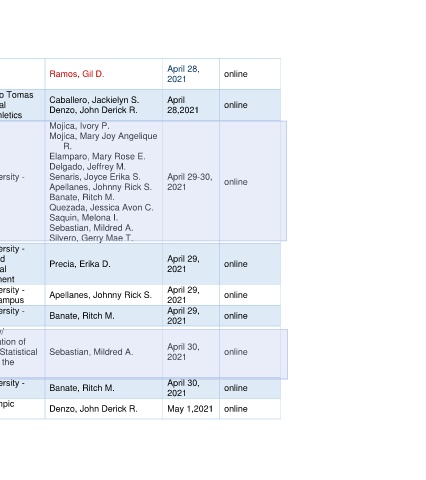 Ramos, Gil D.
April 28,
2021
online
o Tomas
al
hletics
Caballero, Jackielyn S.
Denzo, John Derick R.
April
28,2021
online
ersity -
Mojica, Ivory P.
Mojica, Mary Joy Angelique
R.
Elamparo, Mary Rose E.
Delgado, Jeffrey M.
Senaris, Joyce Erika S.
Apellanes, Johnny Rick S.
Banate, Ritch M.
Quezada, Jessica Avon C.
Saquin, Melona I.
Sebastian, Mildred A.
Silvero, Gerry Mae T.
April 29-30,
2021
online
ersity -
d
al
ment
Precia, Erika D.
April 29,
2021
online
ersity -
ampus
Apellanes, Johnny Rick S.
April 29,
2021
online
ersity -
Banate, Ritch M.
April 29,
2021
online
y/
ation of
Statistical
the
Sebastian, Mildred A.
April 30,
2021
online
ersity -
Banate, Ritch M.
April 30,
2021
online
mpic
Denzo, John Derick R.
May 1,2021
online